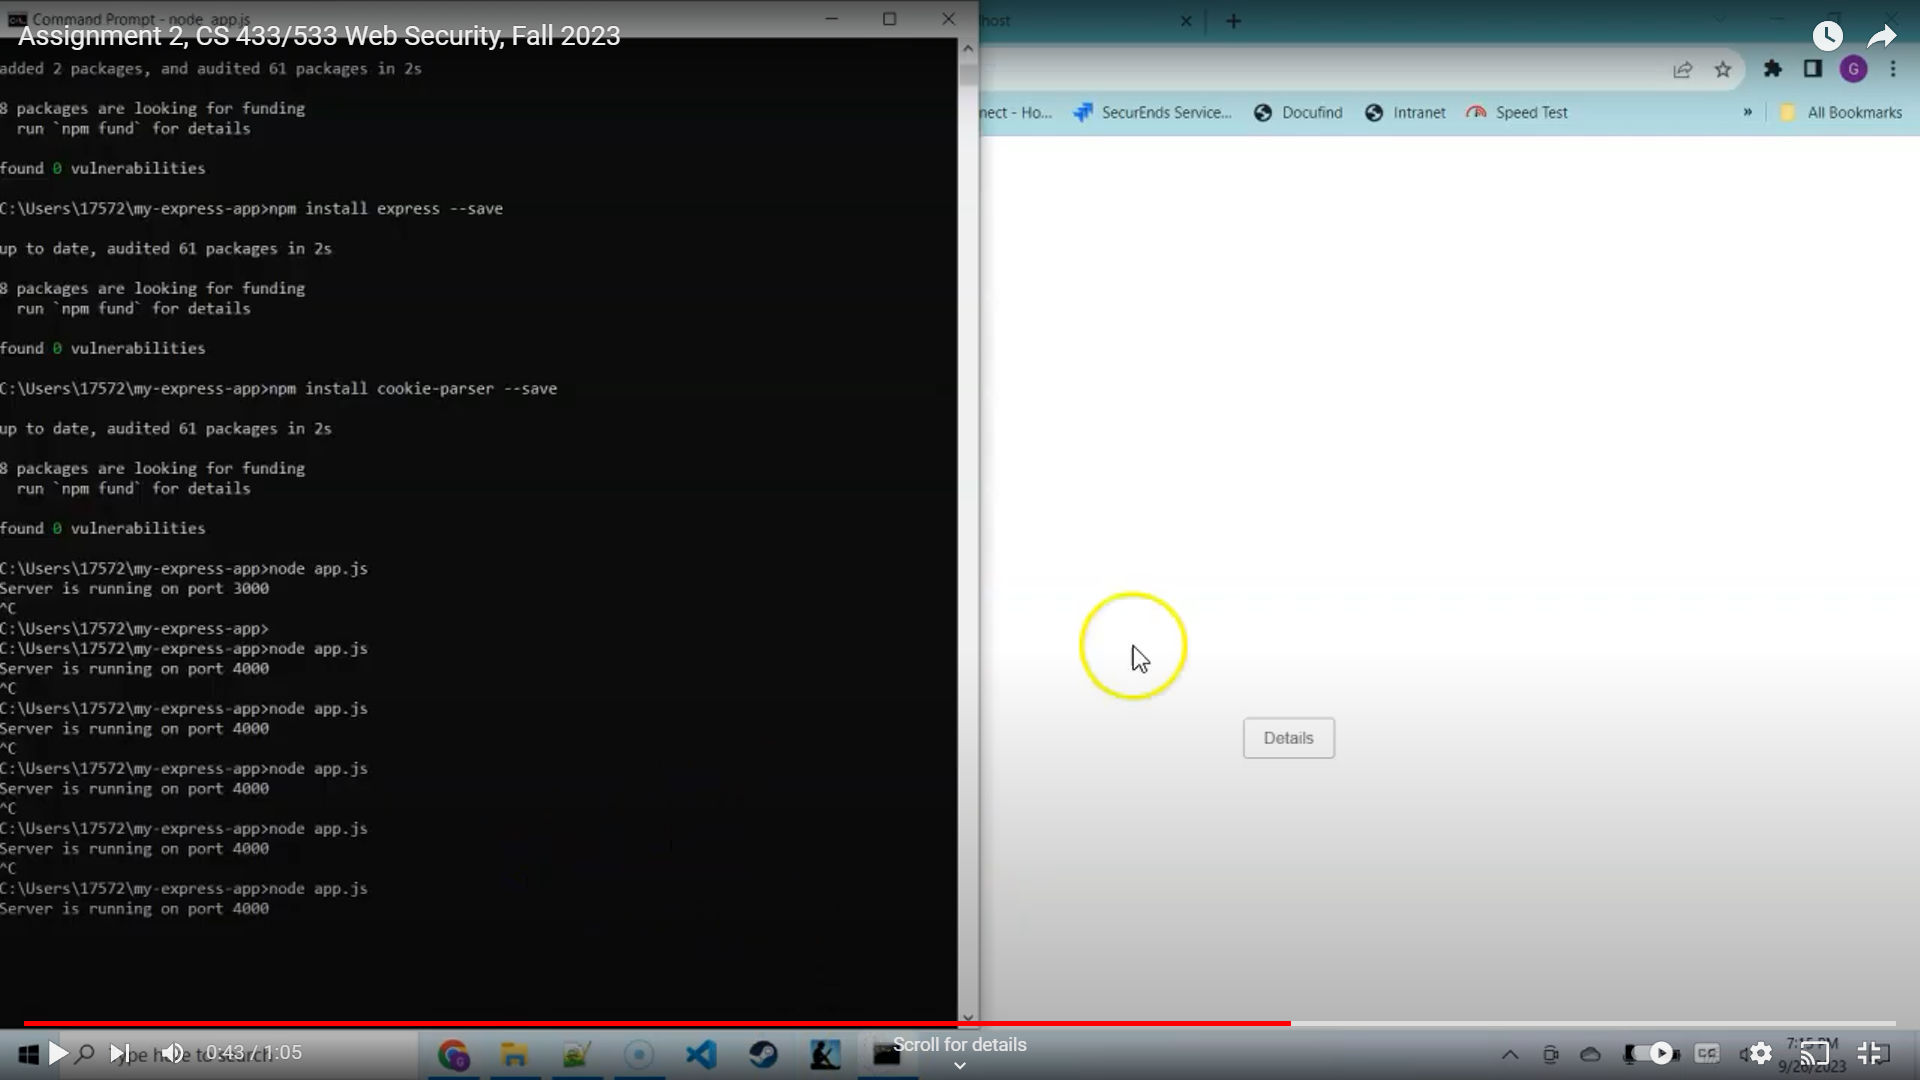 Command Prompt - node app.js
Assignment 2, CS 433/533 Web Security, Fall 2023
added 2 packages, and audited 61 packages in 2s
8 packages are looking for funding
run `npm fund` for details
found 0 vulnerabilities
C:\Users\17572\my-express-app>npm install express --save
up to date, audited 61 packages in 2s
8 packages are looking for funding
run `npm fund` for details
found 0 vulnerabilities
C:\Users\17572\my-express-app>npm install cookie-parser --save
up to date, audited 61 packages in 2s
8 packages are looking for funding
run `npm fund` for details
found 0 vulnerabilities
C:\Users\17572\my-express-app>node app.js
Server is running on port 3000
^C
C:\Users\17572\my-express-app>
C:\Users\17572\my-express-app>node app.js
Server is running on port 4000
^C
C:\Users\17572\my-express-app>node app.js
Server is running on port 4000
^C
C:\Users\17572\my-express-app>node app.js
Server is running on port 4000
^C
C:\Users\17572\my-express-app>node app.js
Server is running on port 4000
^C
C:\Users\17572\my-express-app>node app.js
Server is running on port 4000
host
G
nect - Ho... SecurEnds Service... Docufind Intranet Speed Test » All Bookmarks
Details
Type here to search
0:43 / 1:05
Scroll for details
CC
7:15 PM
9/26/2023